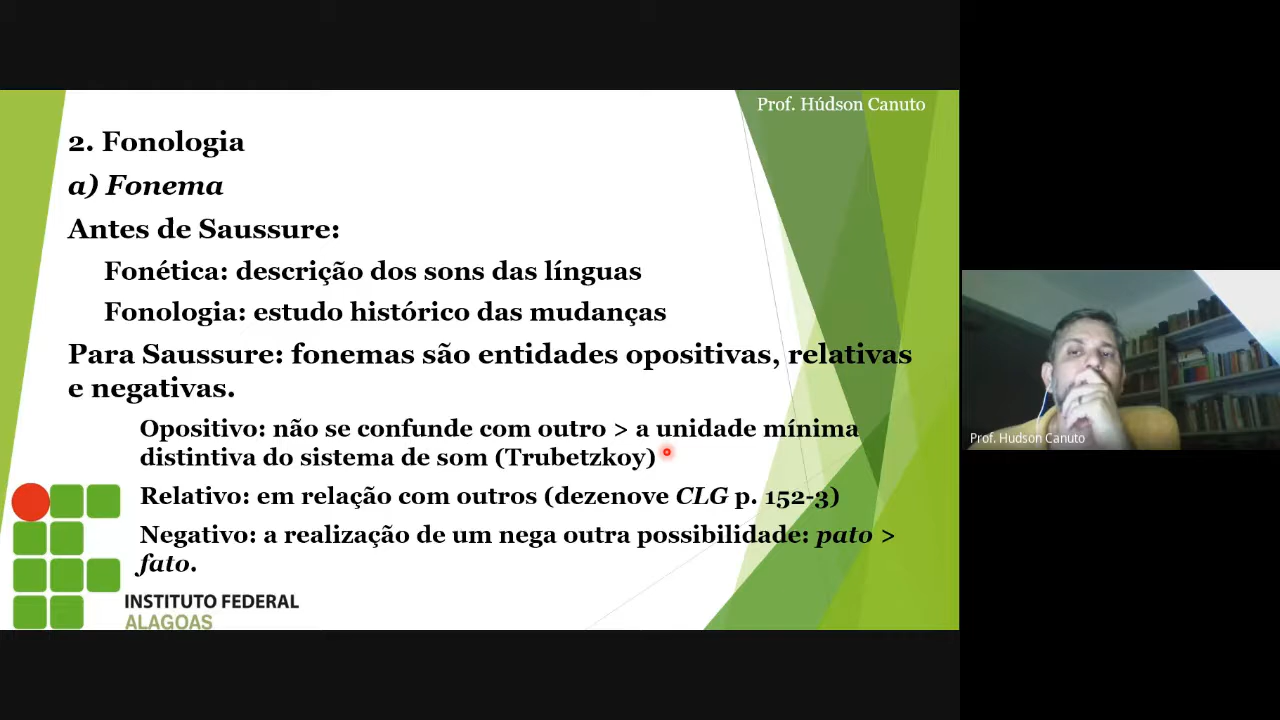 Prof. Húdson Canuto
2. Fonologia
a) Fonema
Antes de Saussure:
Fonética: descrição dos sons das línguas
Fonologia: estudo histórico das mudanças
Para Saussure: fonemas são entidades opositivas, relativas
e negativas.
Opositivo: não se confunde com outro > a unidade mínima
distintiva do sistema de som (Trubetzkoy)
Relativo: em relação com outros (dezenove CLG p. 152-3)
Negativo: a realização de um nega outra possibilidade: pato >
fato.
INSTITUTO FEDERAL
ALAGOAS
Prof. Hudson Canuto